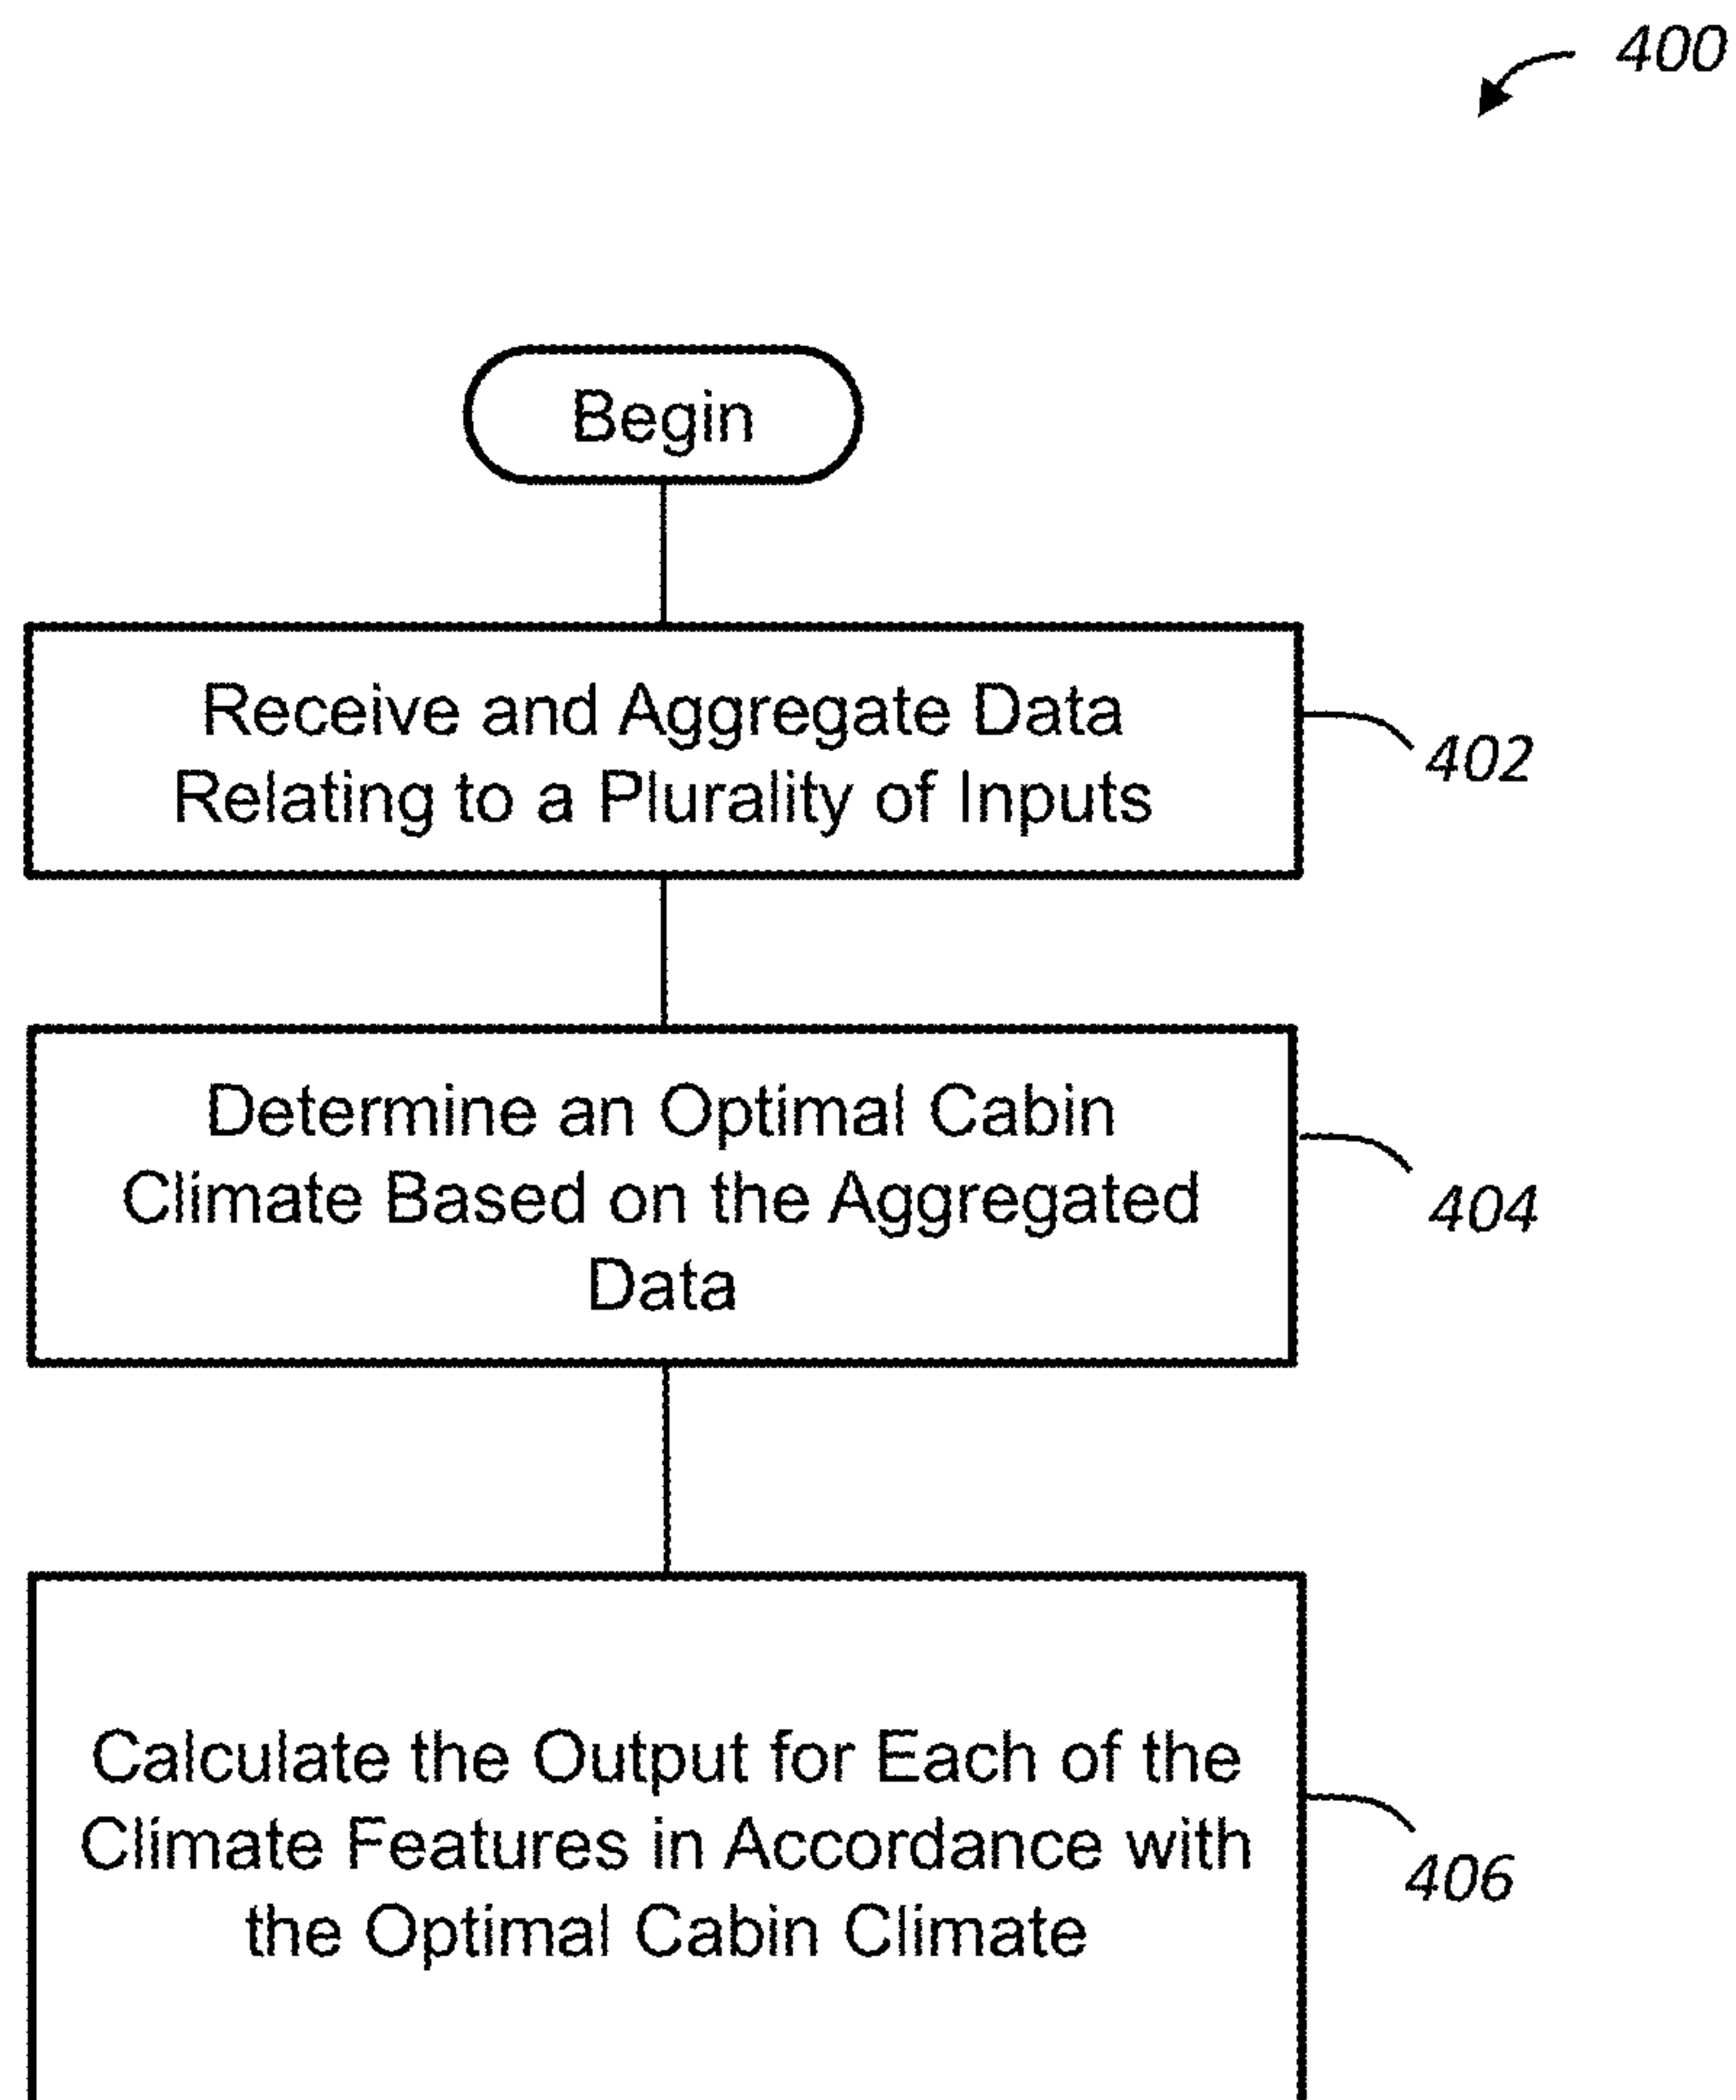 400
Begin
Receive and Aggregate Data
Relating to a Plurality of Inputs
402
Determine an Optimal Cabin
Climate Based on the Aggregated
Data
404
Calculate the Output for Each of the
Climate Features in Accordance with
the Optimal Cabin Climate
406